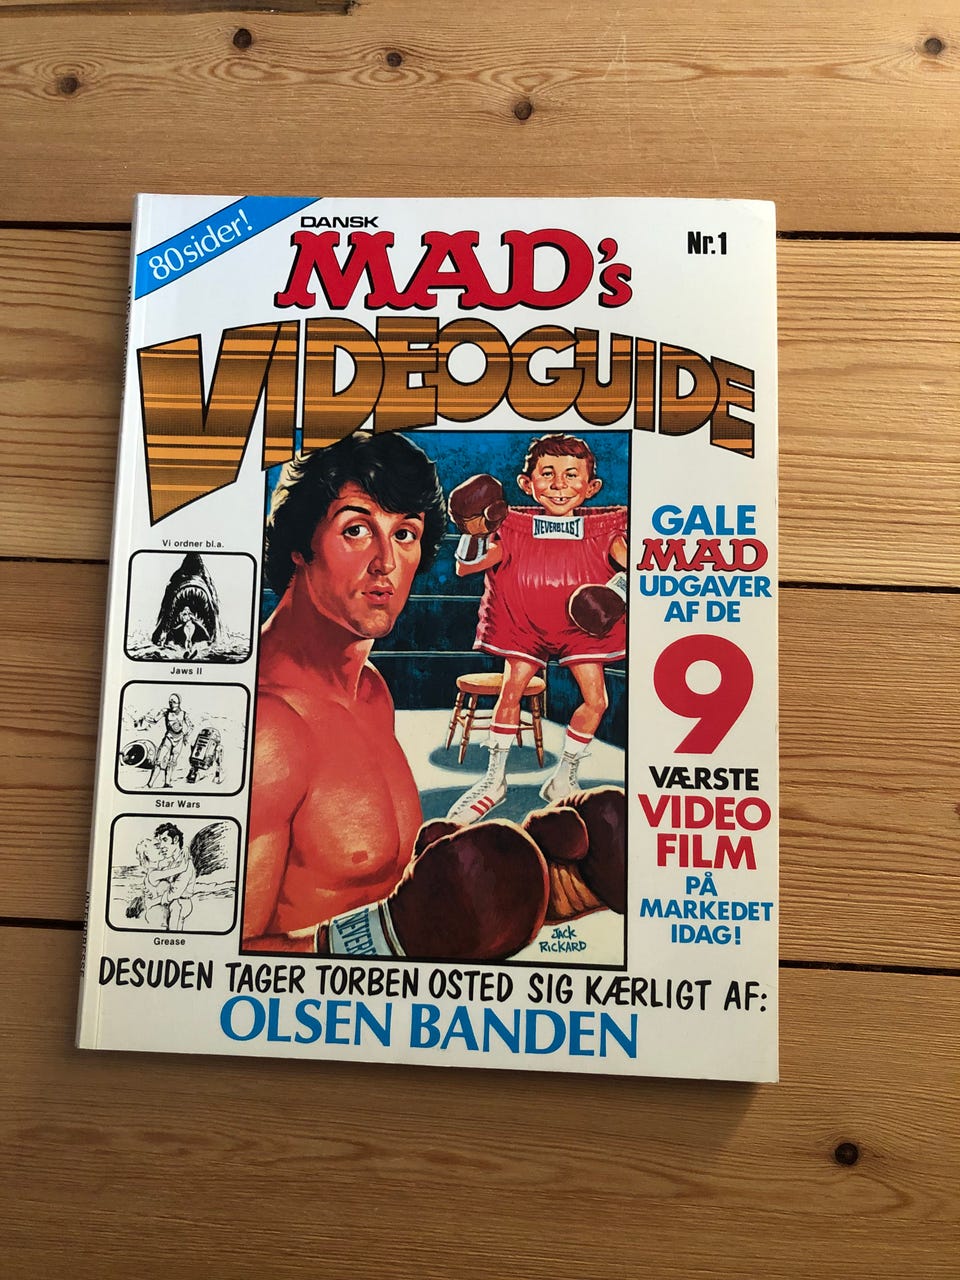 80 sider!
DANSK
MAD's
Nr.1
VIDEOGUIDE
Vi ordner bl.a.
Jaws II
Star Wars
Grease
NEVERBLAST
GALE
MAD
UDGAVER
AF DE
9
VÆRSTE
VIDEO
FILM
PÅ
MARKEDET
IDAG!
JACK
RICKARD
DESUDEN TAGER TORBEN OSTED SIG KÆRLIGT AF:
OLSEN BANDEN